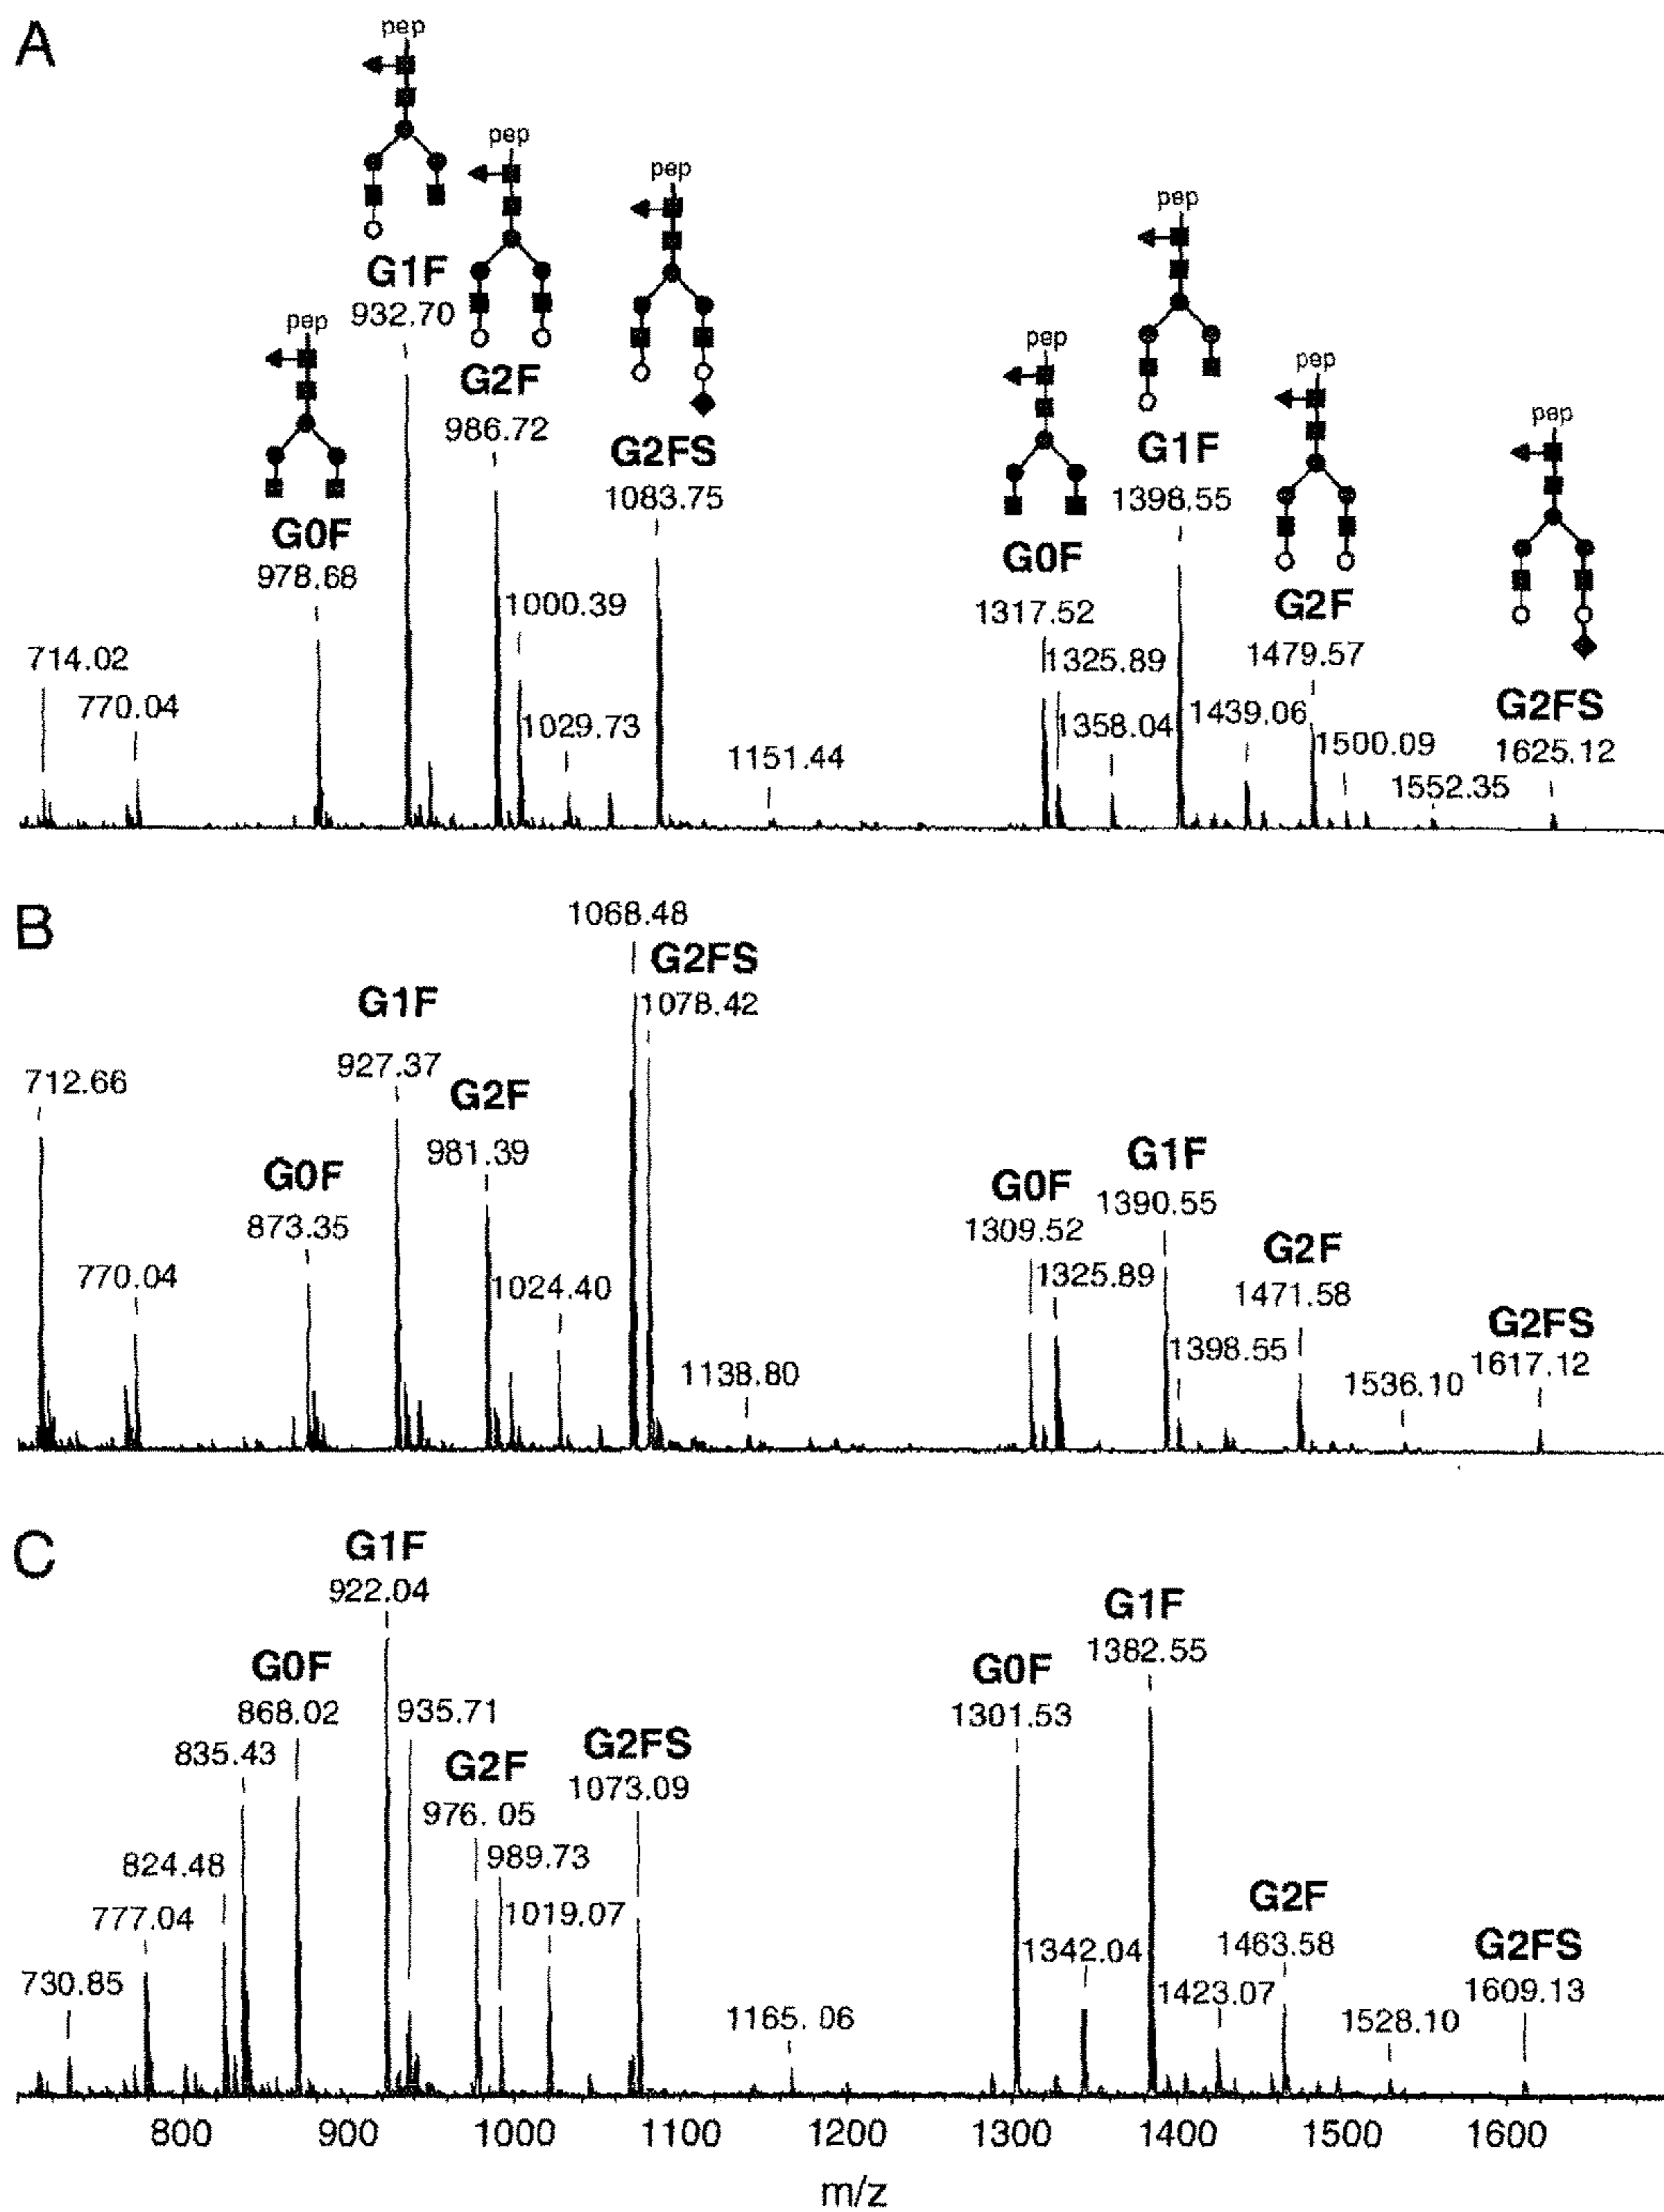 A
pep
pep
pep
pep
G1F
932.70
pep
G2F
986.72
G2FS
1083.75
pep
G1F
1398.55
pep
G0F
978.68
pep
G0F
1317.52
G2F
1479.57
pep
G2FS
1625.12
714.02
770.04
1000.39
1029.73
1151.44
1325.89
1358.04
1439.06
1500.09
1552.35
B
1068.48
G2FS
1078.42
G1F
927.37
712.66
G2F
981.39
G0F
873.35
770.04
1024.40
1138.80
G0F
1309.52
G1F
1390.55
1325.89
G2F
1471.58
1398.55
1536.10
G2FS
1617.12
C
G1F
922.04
G0F
868.02
935.71
835.43
G2F
976. 05
G2FS
1073.09
824.48
989.73
777.04
1019.07
730.85
1165. 06
G1F
1382.55
G0F
1301.53
G2F
1463.58
1342.04
1423.07
G2FS
1609.13
1528.10
800 900 1000 1100 1200 1300 1400 1500 1600
m/z